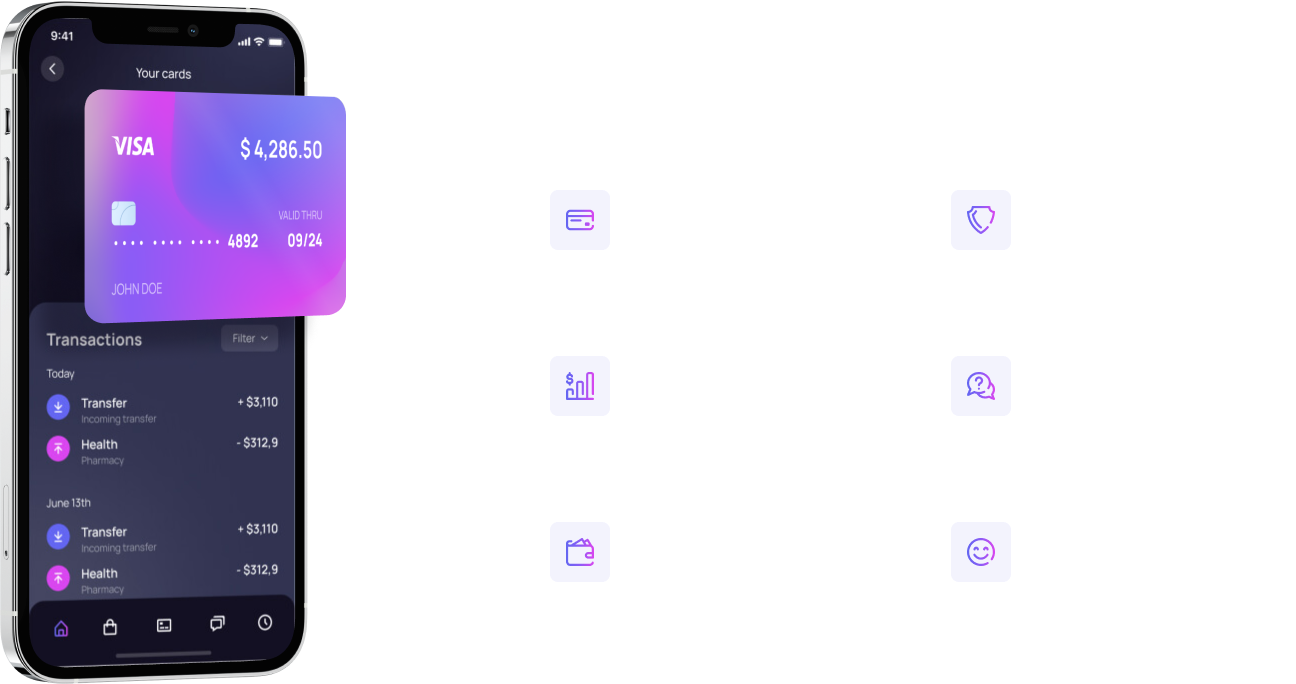 9:41
Your cards
VISA
$ 4,286.50
VALID THRU
•••• •••• •••• 4892
09/24
JOHN DOE
Transactions
Filter
Today
Transfer
+ $3,110
Incoming transfer
Health
- $312,9
Pharmacy
June 13th
Transfer
+ $3,110
Incoming transfer
Health
- $312,9
Pharmacy
$
?